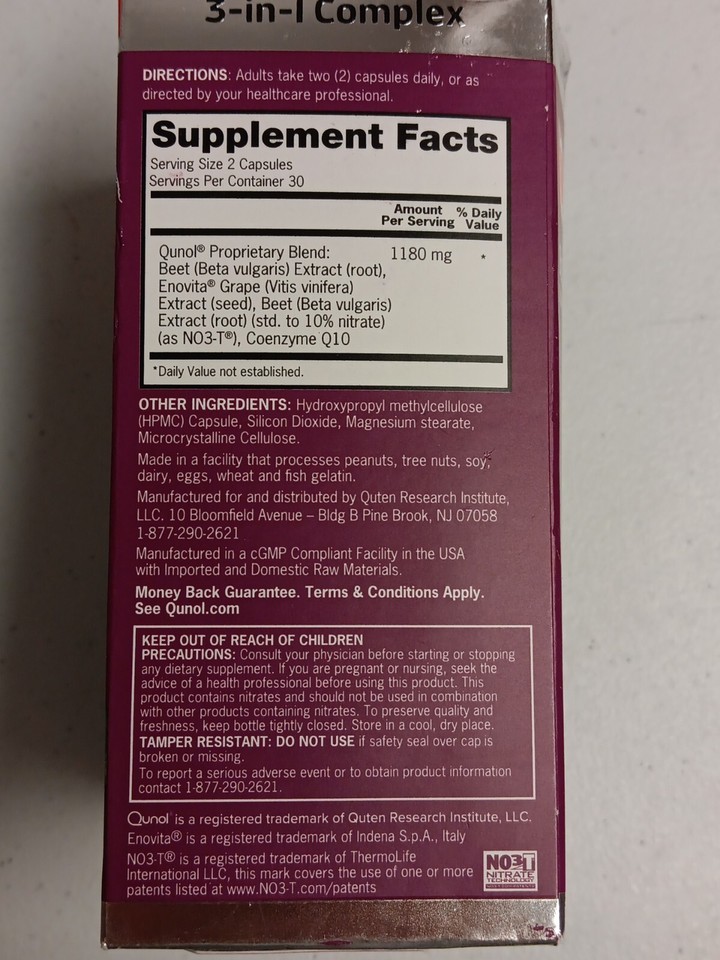 3-in-1 Complex
DIRECTIONS: Adults take two (2) capsules daily, or as
directed by your healthcare professional.
Supplement Facts
Serving Size 2 Capsules
Servings Per Container 30
Amount Per Serving % Daily Value
Qunol® Proprietary Blend: 1180 mg *
Beet (Beta vulgaris) Extract (root),
Enovita® Grape (Vitis vinifera)
Extract (seed), Beet (Beta vulgaris)
Extract (root) (std. to 10% nitrate)
(as NO3-T®), Coenzyme Q10
*Daily Value not established.
OTHER INGREDIENTS: Hydroxypropyl methylcellulose
(HPMC) Capsule, Silicon Dioxide, Magnesium stearate,
Microcrystalline Cellulose.
Made in a facility that processes peanuts, tree nuts, soy,
dairy, eggs, wheat and fish gelatin.
Manufactured for and distributed by Quten Research Institute,
LLC. 10 Bloomfield Avenue – Bldg B Pine Brook, NJ 07058
1-877-290-2621
Manufactured in a cGMP Compliant Facility in the USA
with Imported and Domestic Raw Materials.
Money Back Guarantee. Terms & Conditions Apply.
See Qunol.com
KEEP OUT OF REACH OF CHILDREN
PRECAUTIONS: Consult your physician before starting or stopping
any dietary supplement. If you are pregnant or nursing, seek the
advice of a health professional before using this product. This
product contains nitrates and should not be used in combination
with other products containing nitrates. To preserve quality and
freshness, keep bottle tightly closed. Store in a cool, dry place.
TAMPER RESISTANT: DO NOT USE if safety seal over cap is
broken or missing.
To report a serious adverse event or to obtain product information
contact 1-877-290-2621.
Qunol® is a registered trademark of Quten Research Institute, LLC.
Enovita® is a registered trademark of Indena S.p.A., Italy
NO3-T® is a registered trademark of ThermoLife
International LLC, this mark covers the use of one or more
patents listed at www.NO3-T.com/patents
NO3T
NITRATE
TECHNOLOGY